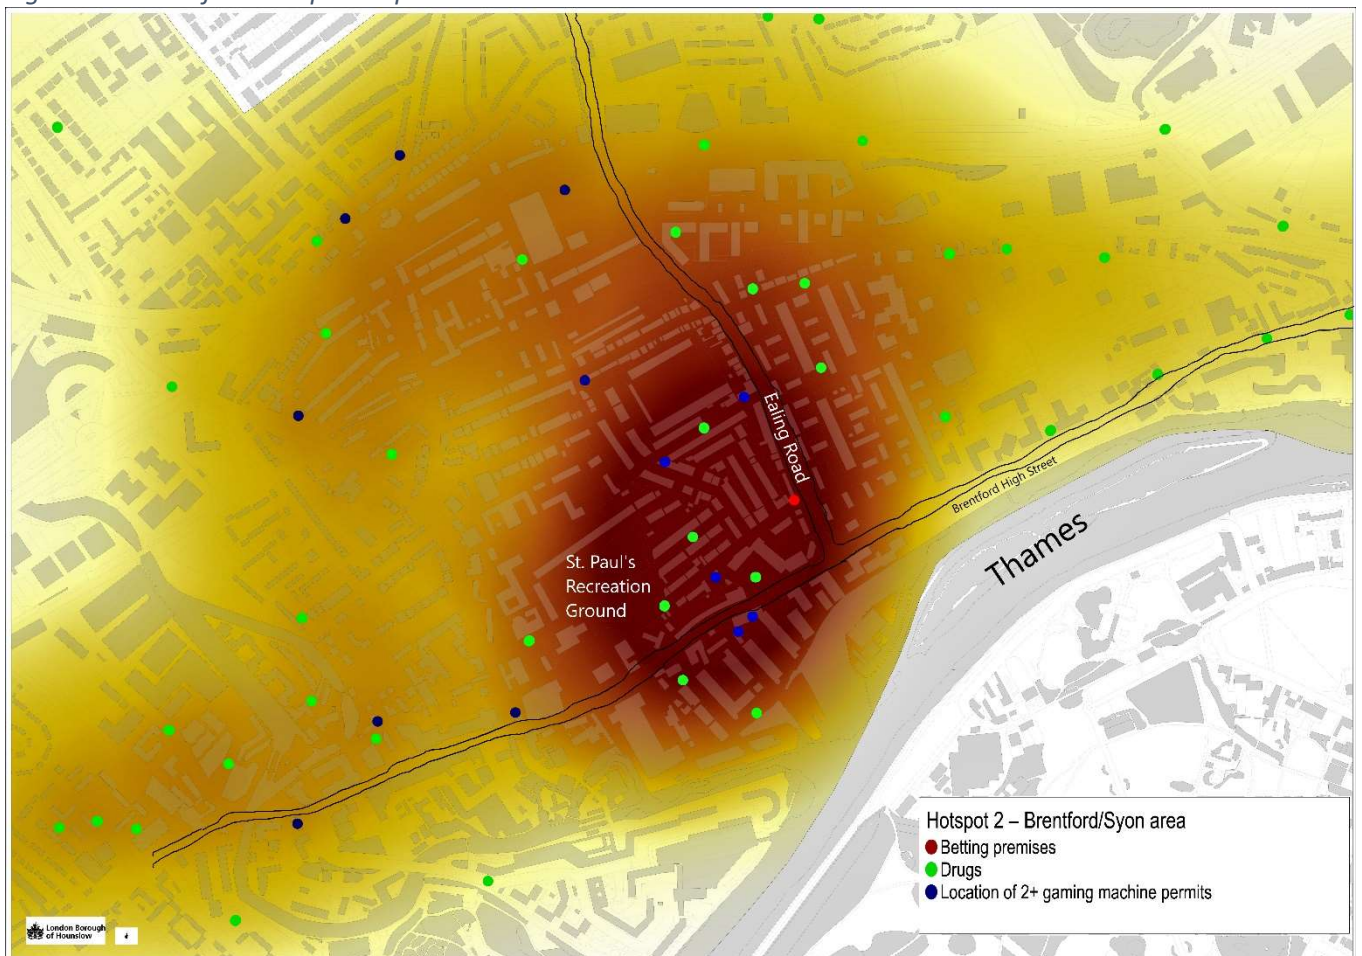 Ealing Road
Brentford High Street
Thames
St. Paul's
Recreation
Ground
Hotspot 2 – Brentford/Syon area
Betting premises
Drugs
Location of 2+ gaming machine permits
London Borough
of Hounslow